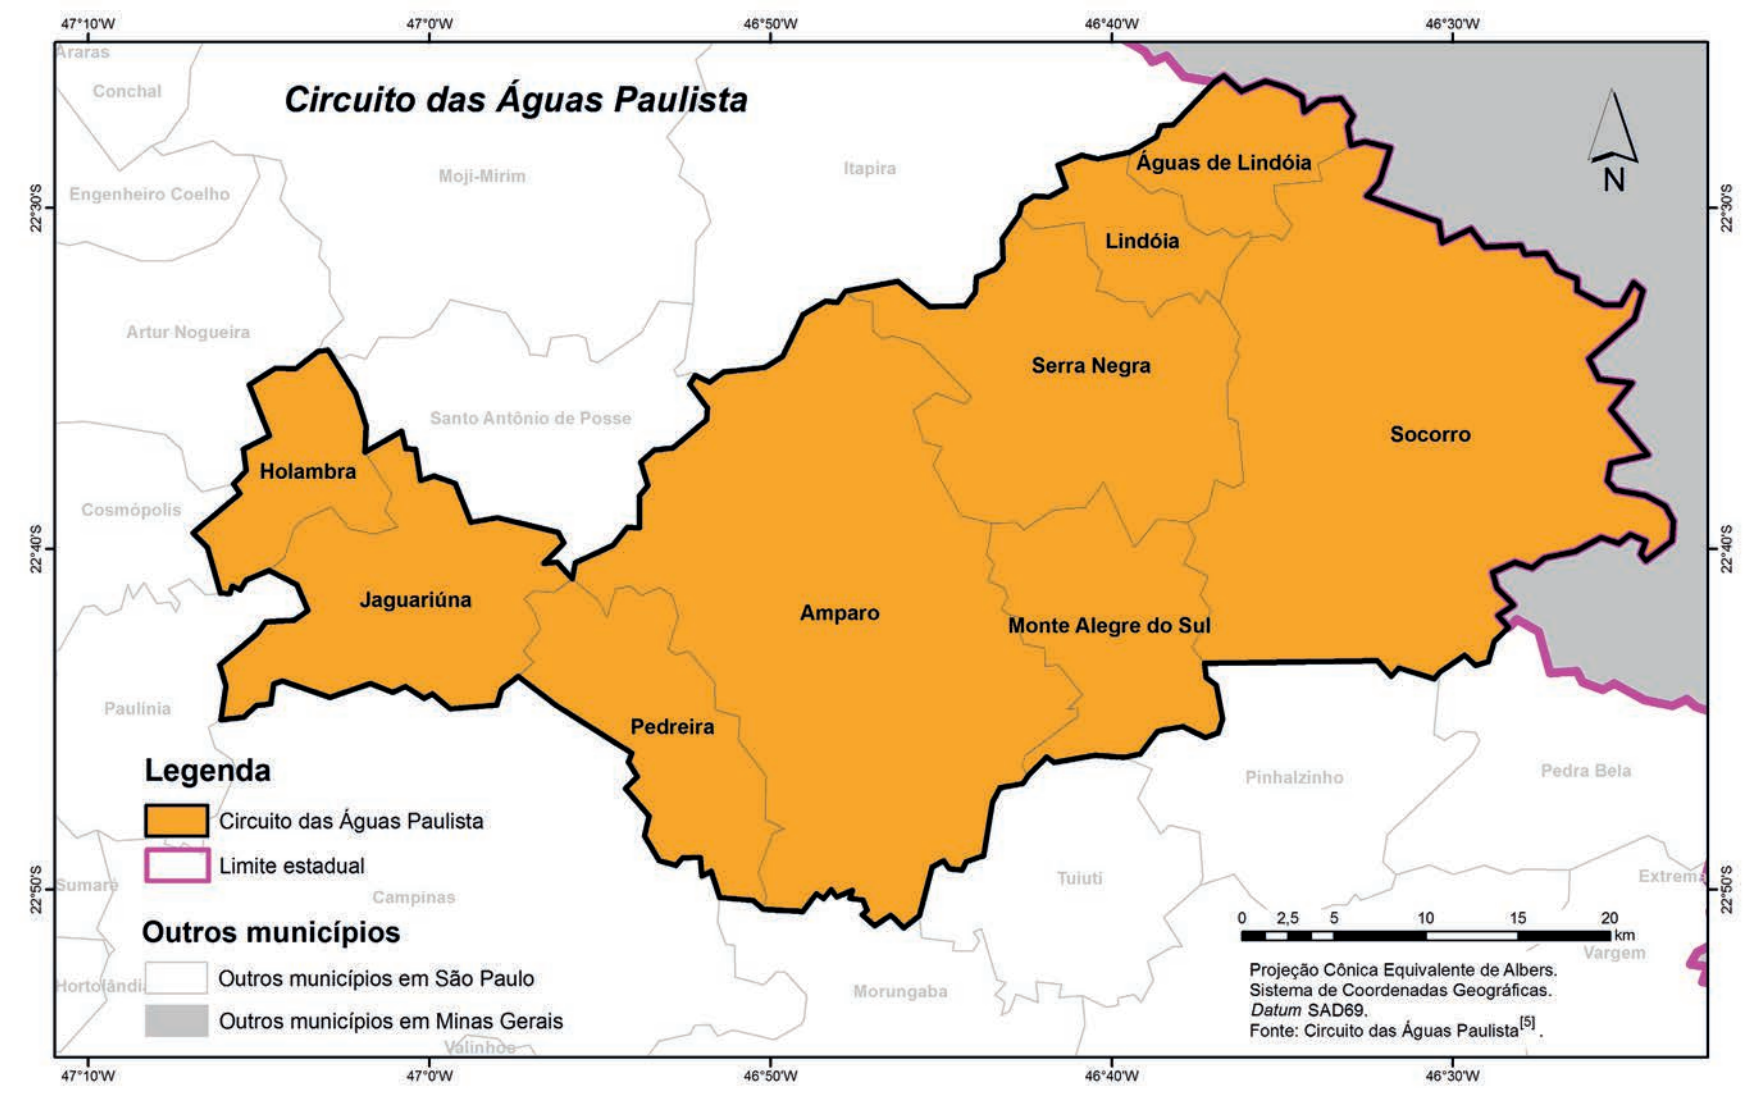 47°10'W
47°0'W
46°50'W
46°40'W
46°30'W
Araras
Conchal
Circuito das Águas Paulista
Moji-Mirim
Itapira
Águas de Lindóia
N
Engenheiro Coelho
22°30'S
22°30'S
Lindóia
Artur Nogueira
Serra Negra
Santo Antônio de Posse
Socorro
Holambra
Cosmópolis
22°40'S
22°40'S
Jaguariúna
Amparo
Monte Alegre do Sul
Paulínia
Pedreira
Legenda
Pinhalzinho
Pedra Bela
Circuito das Águas Paulista
Limite estadual
Sumaré
Campinas
Tuiuti
Extrem
22°50'S
22°50'S
0 2,5 5 10 15 20
km
Outros municípios
Vargem
Hortolândi
Outros municípios em São Paulo
Morungaba
Outros municípios em Minas Gerais
Valinhos
Projeção Cônica Equivalente de Albers.
Sistema de Coordenadas Geográficas.
Datum SAD69.
Fonte: Circuito das Águas Paulista[5] .
47°10'W
47°0'W
46°50'W
46°40'W
46°30'W